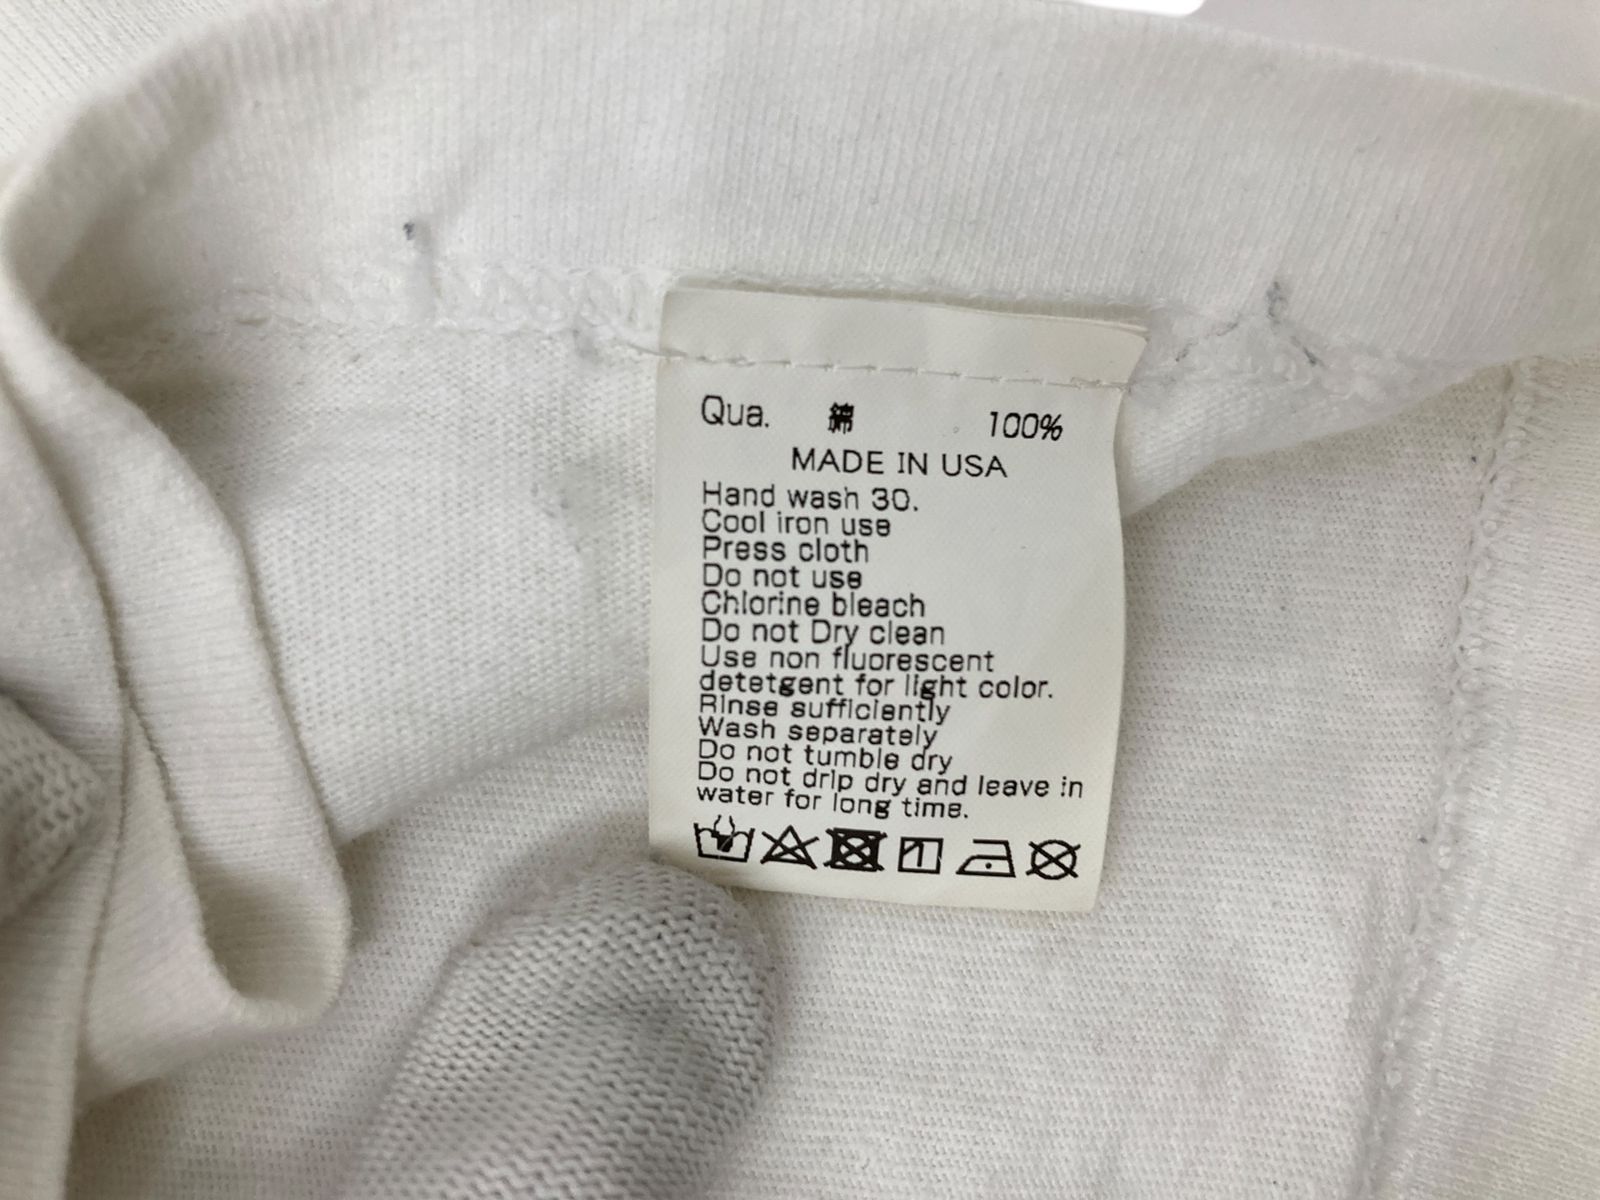 Qua. 綿 100%
MADE IN USA
Hand wash 30.
Cool iron use
Press cloth
Do not use
Chlorine bleach
Do not Dry clean
Use non fluorescent
detetgent for light color.
Rinse sufficiently
Wash separately
Do not tumble dry
Do not drip dry and leave in
water for long time.